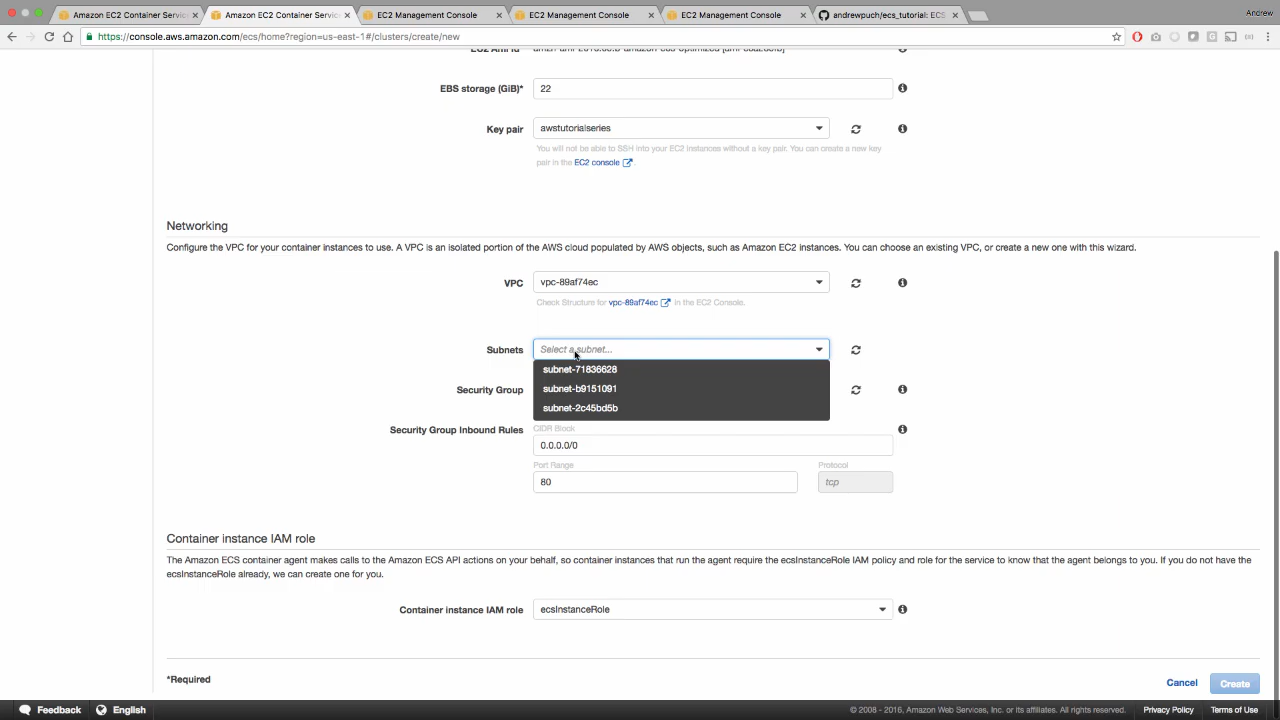 Amazon EC2 Container Servic
Amazon EC2 Container Servic
EC2 Management Console
EC2 Management Console
EC2 Management Console
andrewpuch/ecs_tutorial: ECS
Andrew
https://console.aws.amazon.com/ecs/home?region=us-east-1#/clusters/create/new
EBS storage (GiB)*
22
Key pair
awstutorialseries
You will not be able to SSH into your EC2 instances without a key pair. You can create a new key
pair in the EC2 console
Networking
Configure the VPC for your container instances to use. A VPC is an isolated portion of the AWS cloud populated by AWS objects, such as Amazon EC2 instances. You can choose an existing VPC, or create a new one with this wizard.
VPC
vpc-89af74ec
Check Structure for vpc-89af74ec in the EC2 Console.
Subnets
Select a subnet...
subnet-71836628
subnet-b9151091
subnet-2c45bd5b
Security Group
Security Group Inbound Rules
CIDR Block
0.0.0.0/0
Port Range
Protocol
80
tcp
Container instance IAM role
The Amazon ECS container agent makes calls to the Amazon ECS API actions on your behalf, so container instances that run the agent require the ecsInstanceRole IAM policy and role for the service to know that the agent belongs to you. If you do not have the
ecsInstanceRole already, we can create one for you.
Container instance IAM role
ecsInstanceRole
*Required
Cancel
Create
Feedback
English
© 2008 - 2016, Amazon Web Services, Inc. or its affiliates. All rights reserved.
Privacy Policy
Terms of Use